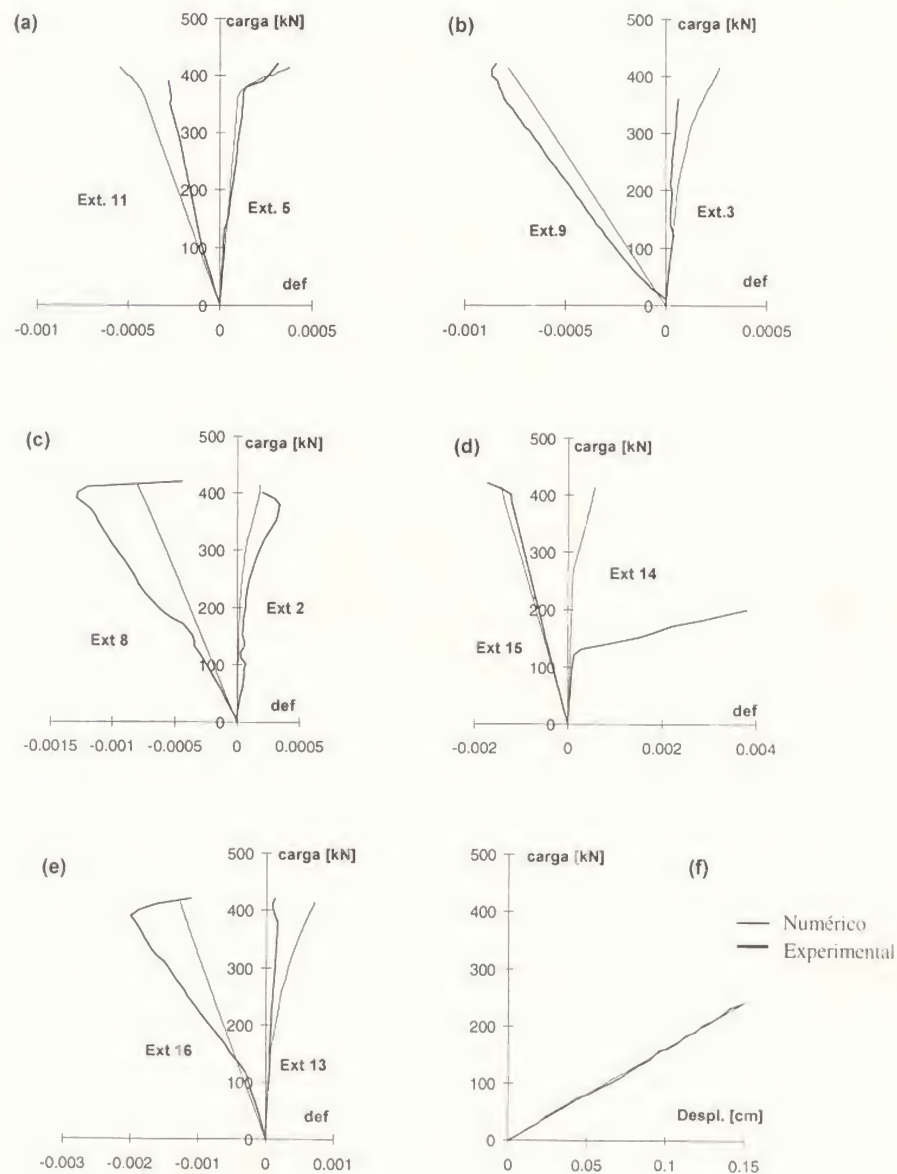 (a)
carga [kN]
500
400
300
200
100
0
Ext. 11
Ext. 5
def
-0.001 -0.0005 0 0.0005
(b)
carga [kN]
500
400
300
200
100
0
Ext.9
Ext.3
def
-0.001 -0.0005 0 0.0005
(c)
carga [kN]
500
400
300
200
100
0
Ext 8
Ext 2
def
-0.0015 -0.001 -0.0005 0 0.0005
(d)
carga [kN]
500
400
300
200
100
0
Ext 14
Ext 15
def
-0.002 0 0.002 0.004
(e)
carga [kN]
500
400
300
200
100
0
Ext 16
Ext 13
def
-0.003 -0.002 -0.001 0 0.001
(f)
carga [kN]
500
400
300
200
100
0
Despl. [cm]
0 0.05 0.1 0.15
Numérico
Experimental